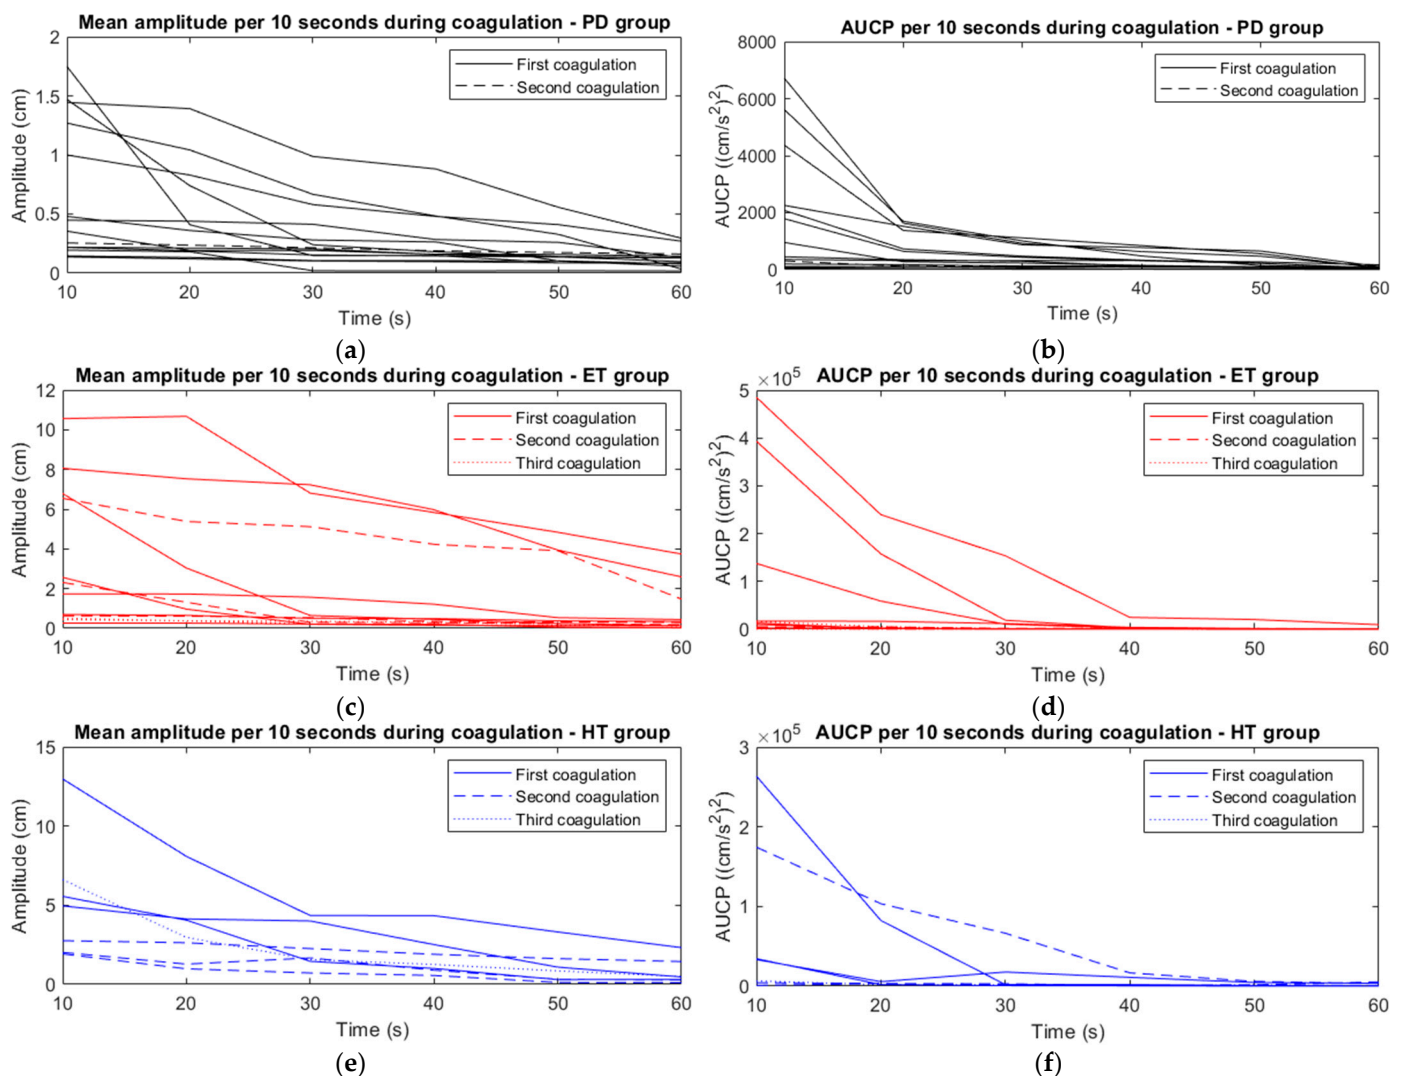 Mean amplitude per 10 seconds during coagulation - PD group
2
1.5
1
0.5
0
Amplitude (cm)
First coagulation
Second coagulation
10 20 30 40 50 60
Time (s)
(a)
AUCP per 10 seconds during coagulation - PD group
8000
6000
4000
2000
0
AUCP ((cm/s²)²)
First coagulation
Second coagulation
10 20 30 40 50 60
Time (s)
(b)
Mean amplitude per 10 seconds during coagulation - ET group
12
10
8
6
4
2
0
Amplitude (cm)
First coagulation
Second coagulation
Third coagulation
10 20 30 40 50 60
Time (s)
(c)
AUCP per 10 seconds during coagulation - ET group
×10⁵
5
4
3
2
1
0
AUCP ((cm/s²)²)
First coagulation
Second coagulation
Third coagulation
10 20 30 40 50 60
Time (s)
(d)
Mean amplitude per 10 seconds during coagulation - HT group
15
10
5
0
Amplitude (cm)
First coagulation
Second coagulation
Third coagulation
10 20 30 40 50 60
Time (s)
(e)
AUCP per 10 seconds during coagulation - HT group
×10⁵
3
2
1
0
AUCP ((cm/s²)²)
First coagulation
Second coagulation
Third coagulation
10 20 30 40 50 60
Time (s)
(f)